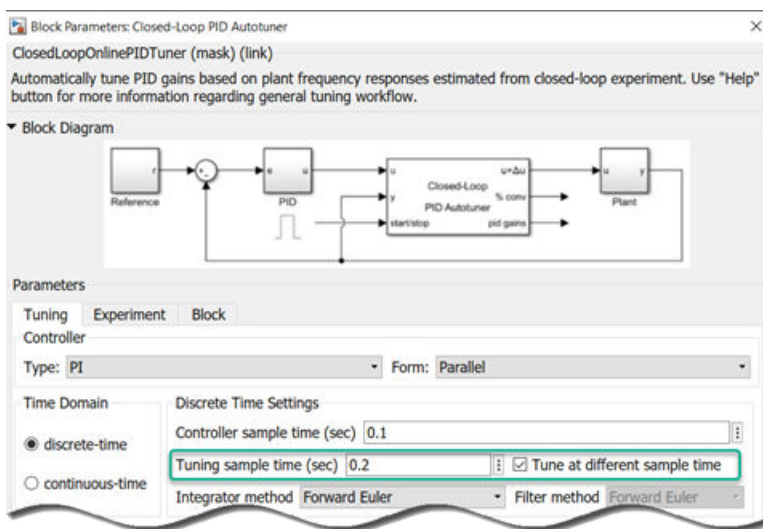 Block Parameters: Closed-Loop PID Autotuner
ClosedLoopOnlinePIDTuner (mask) (link)
Automatically tune PID gains based on plant frequency responses estimated from closed-loop experiment. Use "Help"
button for more information regarding general tuning workflow.
Block Diagram
r
Reference
e u
PID
u u+Δu
y Closed-Loop % conv
PID Autotuner
start/stop pid gains
u y
Plant
Parameters
Tuning Experiment Block
Controller
Type: PI Form: Parallel
Time Domain Discrete Time Settings
discrete-time
Controller sample time (sec) 0.1
Tuning sample time (sec) 0.2 Tune at different sample time
continuous-time
Integrator method Forward Euler Filter method Forward Euler